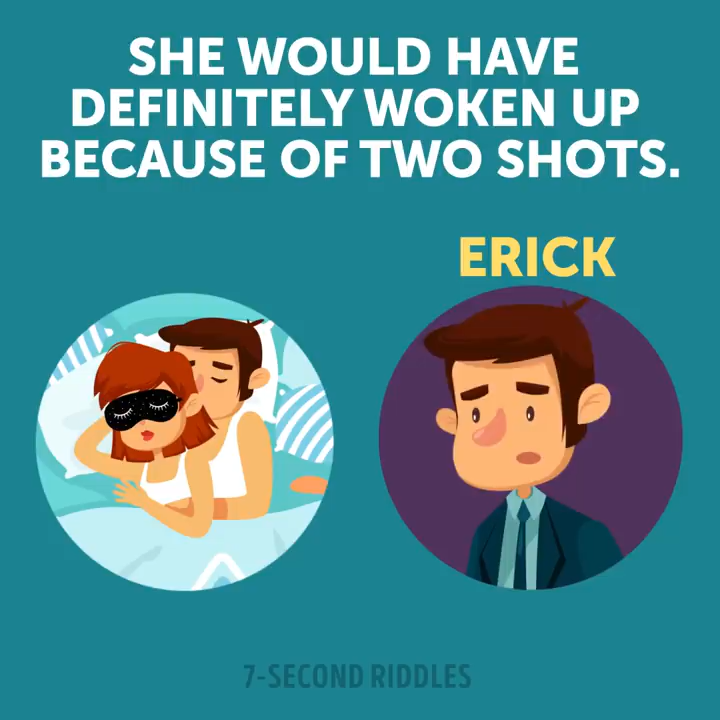 SHE WOULD HAVE
DEFINITELY WOKEN UP
BECAUSE OF TWO SHOTS.
ERICK
7-SECOND RIDDLES